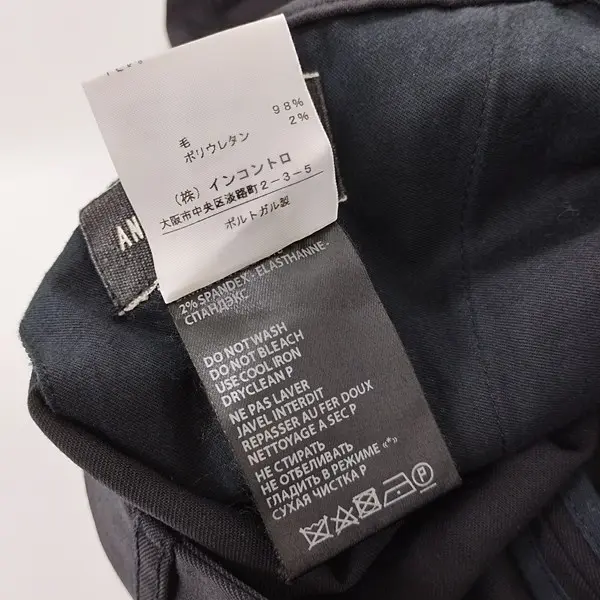 毛 98%
ポリウレタン 2%
(株) インコントロ
大阪市中央区淡路町2-3-5
ポルトガル製
AN
2% SPANDEX- ELASTHANNE-
СПАНДЭКС
DO NOT WASH
DO NOT BLEACH
USE COOL IRON
DRYCLEAN P
NE PAS LAVER
JAVEL INTERDIT
REPASSER AU FER DOUX
NETTOYAGE A SEC P
НЕ СТИРАТЬ
НЕ ОТБЕЛИВАТЬ
ГЛАДИТЬ В РЕЖИМЕ «*»
СУХАЯ ЧИСТКА Р
P